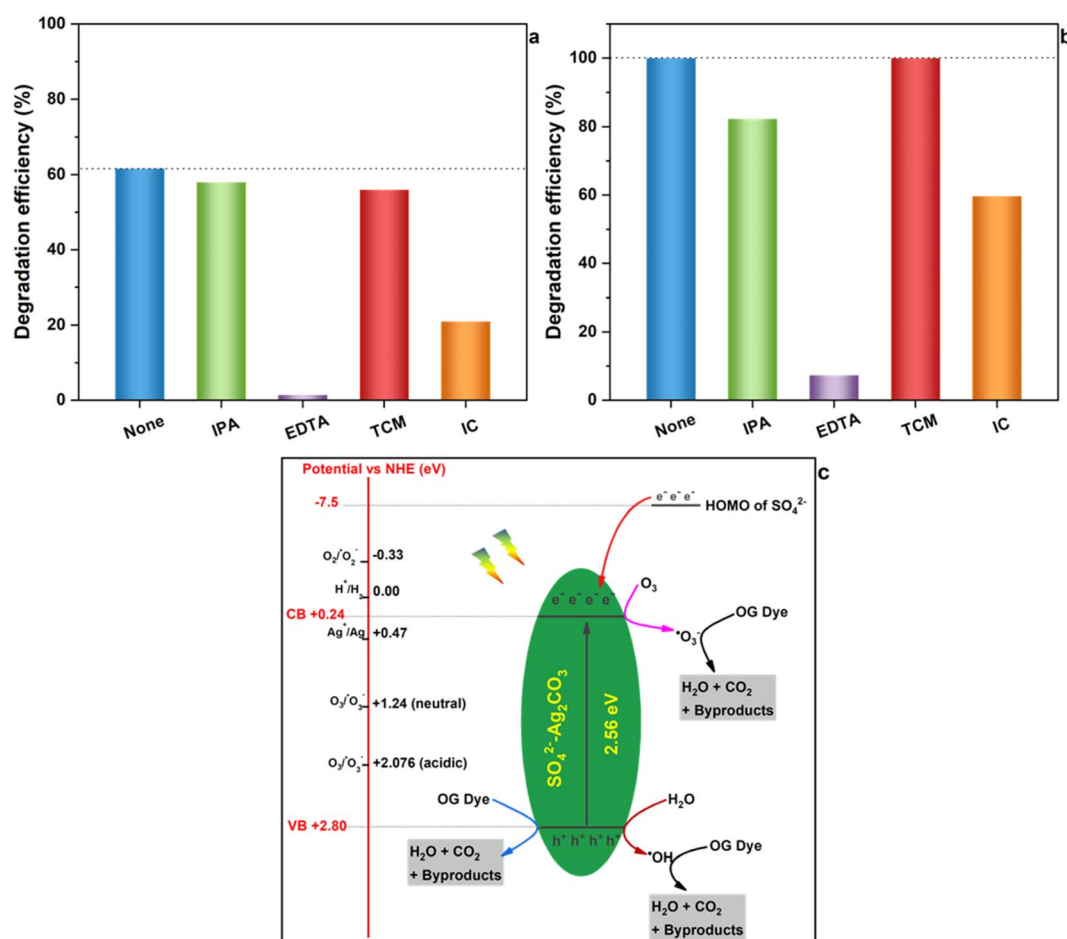 a
Degradation efficiency (%)
100
80
60
40
20
0
None
IPA
EDTA
TCM
IC
b
Degradation efficiency (%)
100
80
60
40
20
0
None
IPA
EDTA
TCM
IC
c
Potential vs NHE (eV)
-7.5
e⁻ e⁻ e⁻
HOMO of SO₄²⁻
O₂/•O₂⁻ -0.33
H⁺/H₂ 0.00
CB +0.24
Ag⁺/Ag +0.47
O₃/•O₃⁻ +1.24 (neutral)
O₃/•O₃⁻ +2.076 (acidic)
VB +2.80
e⁻ e⁻ e⁻ e⁻
SO₄²⁻-Ag₂CO₃
2.56 eV
h⁺ h⁺ h⁺ h⁺
O₃
•O₃⁻
OG Dye
H₂O + CO₂
+ Byproducts
OG Dye
H₂O + CO₂
+ Byproducts
H₂O
•OH
OG Dye
H₂O + CO₂
+ Byproducts